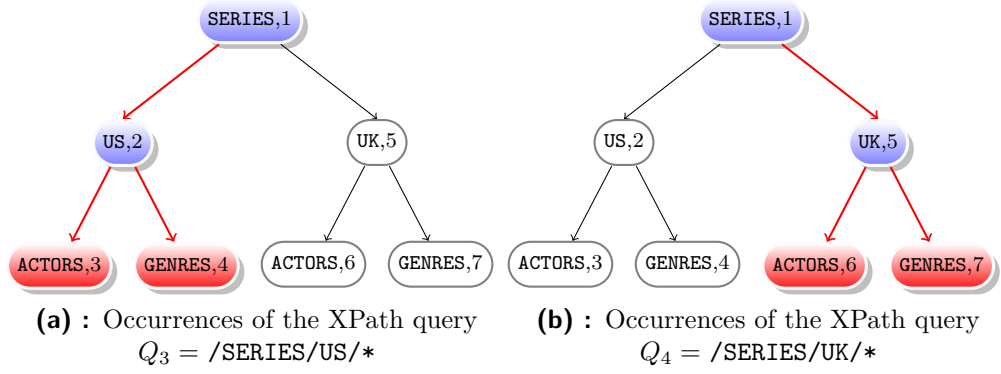 SERIES,1
US,2
UK,5
ACTORS,3
GENRES,4
ACTORS,6
GENRES,7
(a) : Occurrences of the XPath query
Q3 = /SERIES/US/*
SERIES,1
US,2
UK,5
ACTORS,3
GENRES,4
ACTORS,6
GENRES,7
(b) : Occurrences of the XPath query
Q4 = /SERIES/UK/*